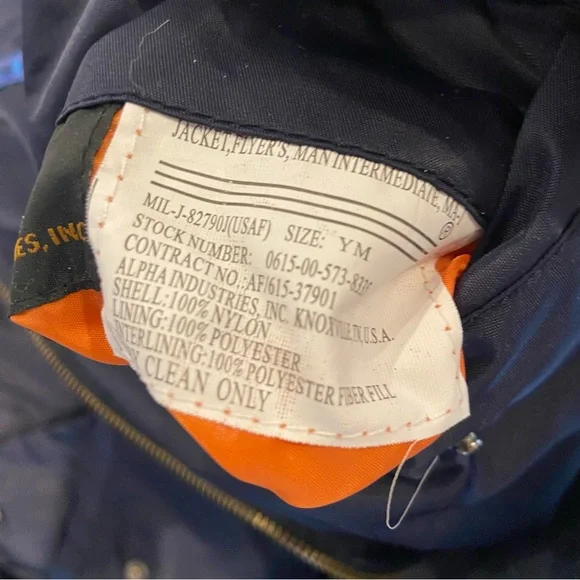 JACKET,FLYER'S, MAN INTERMEDIATE, MA-1
®
MIL-J-82790J(USAF) SIZE: YM
STOCK NUMBER: 0615-00-573-
CONTRACT NO.:AF/615-37901
ALPHA INDUSTRIES, INC. KNOXVILLE,TN,U.S.A.
SHELL:100% NYLON
LINING:100% POLYESTER
INTERLINING:100% POLYESTER FIBER FILL
CLEAN ONLY
ES, INC